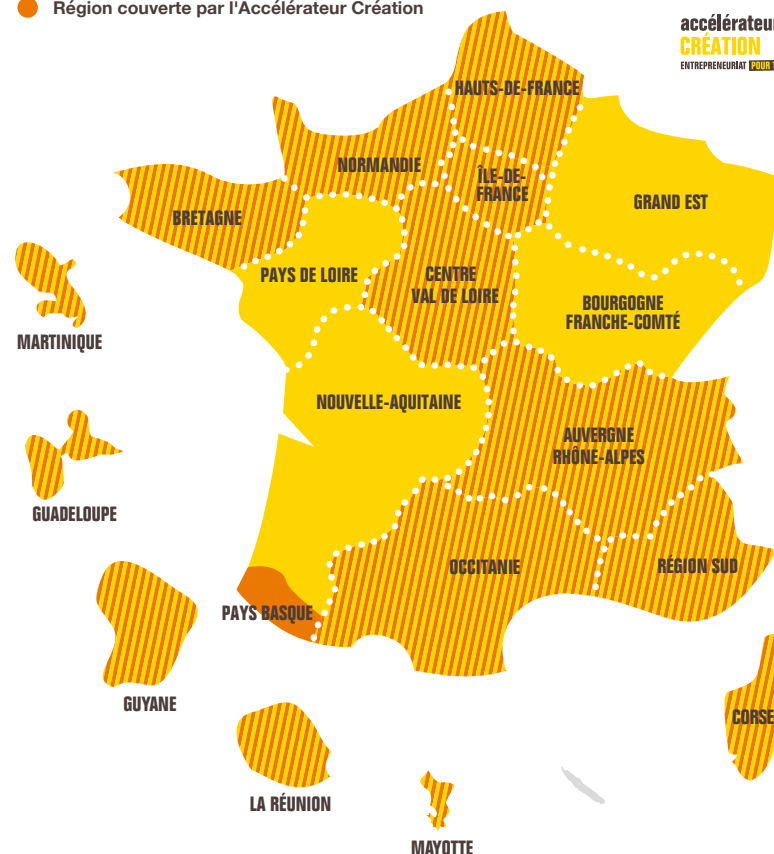 Région couverte par l'Accélérateur Création
accélérateur
CRÉATION
ENTREPRENEURIAT POUR
HAUTS-DE-FRANCE
NORMANDIE
ÎLE-DE-
FRANCE
GRAND EST
BRETAGNE
PAYS DE LOIRE
CENTRE
VAL DE LOIRE
BOURGOGNE
FRANCHE-COMTÉ
MARTINIQUE
NOUVELLE-AQUITAINE
AUVERGNE
RHÔNE-ALPES
GUADELOUPE
OCCITANIE
RÉGION SUD
PAYS BASQUE
GUYANE
CORSE
LA RÉUNION
MAYOTTE